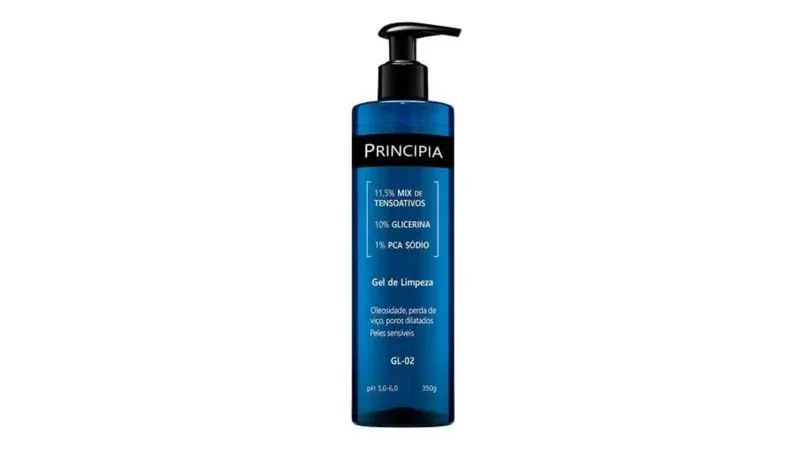 PRINCIPIA
11,5% MIX DE
TENSOATIVOS
10% GLICERINA
1% PCA SÓDIO
Gel de Limpeza
Oleosidade, perda de
viço, poros dilatados
Peles sensíveis
GL-02
pH 5,0-6,0 350g